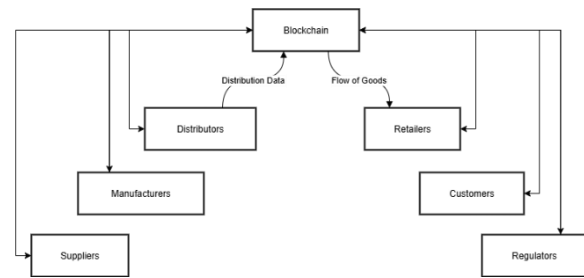 Blockchain
Distribution Data
Flow of Goods
Distributors
Retailers
Manufacturers
Customers
Suppliers
Regulators